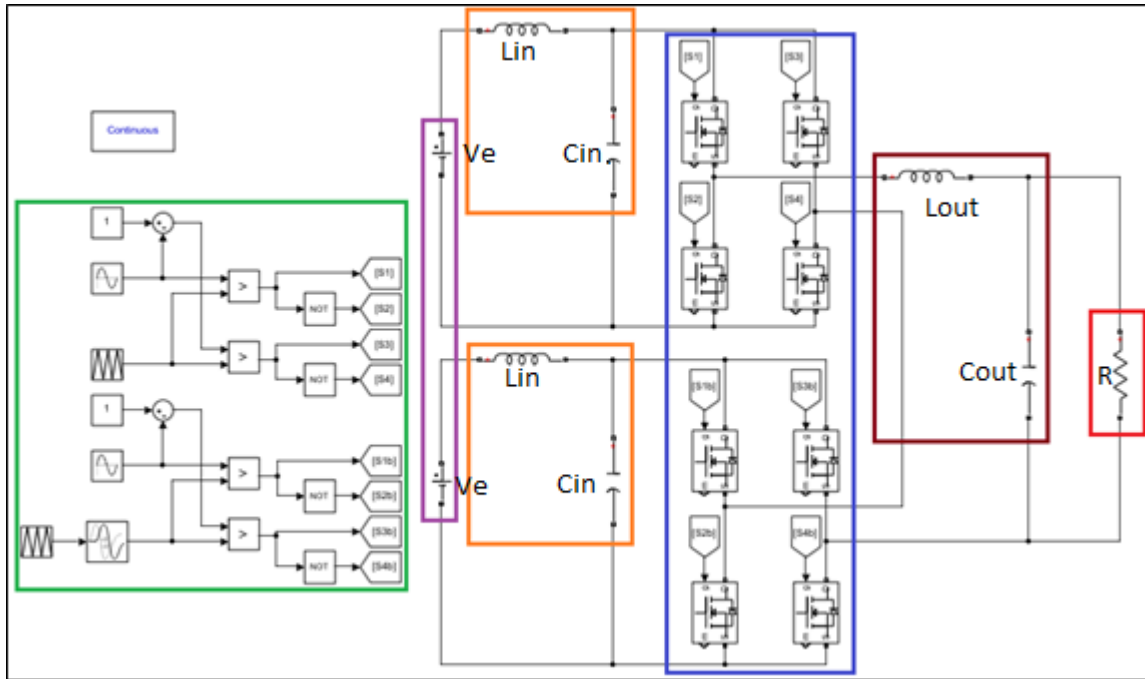 Continuous
1
[S1]
>
NOT
[S2]
[S3]
>
NOT
[S4]
1
[S1b]
>
NOT
[S2b]
[S3b]
>
NOT
[S4b]
Lin
Ve
Cin
[S1]
[S3]
[S2]
[S4]
Lin
Ve
Cin
[S1b]
[S3b]
[S2b]
[S4b]
Lout
Cout
R